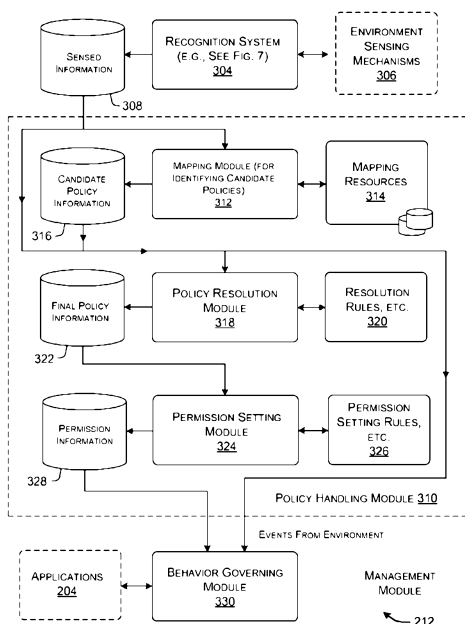 SENSED
INFORMATION
308
RECOGNITION SYSTEM
(E.G., SEE FIG. 7)
304
ENVIRONMENT
SENSING
MECHANISMS
306
CANDIDATE
POLICY
INFORMATION
316
MAPPING MODULE (FOR
IDENTIFYING CANDIDATE
POLICIES)
312
MAPPING
RESOURCES
314
FINAL POLICY
INFORMATION
322
POLICY RESOLUTION
MODULE
318
RESOLUTION
RULES, ETC.
320
PERMISSION
INFORMATION
328
PERMISSION SETTING
MODULE
324
PERMISSION
SETTING RULES,
ETC.
326
POLICY HANDLING MODULE 310
EVENTS FROM ENVIRONMENT
APPLICATIONS
204
BEHAVIOR GOVERNING
MODULE
330
MANAGEMENT
MODULE
212